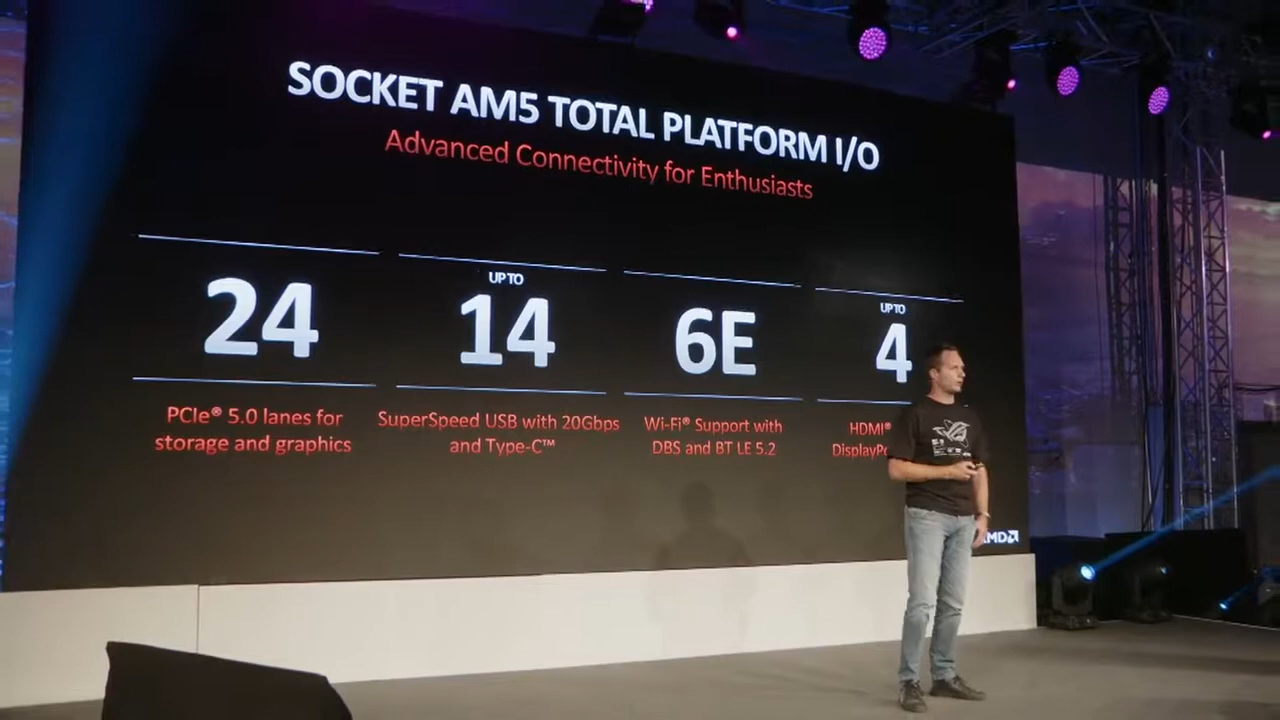 SOCKET AM5 TOTAL PLATFORM I/O
Advanced Connectivity for Enthusiasts
24
PCIe® 5.0 lanes for
storage and graphics
UP TO
14
SuperSpeed USB with 20Gbps
and Type-C™
6E
Wi-Fi® Support with
DBS and BT LE 5.2
UP TO
4
HDMI®
AMD